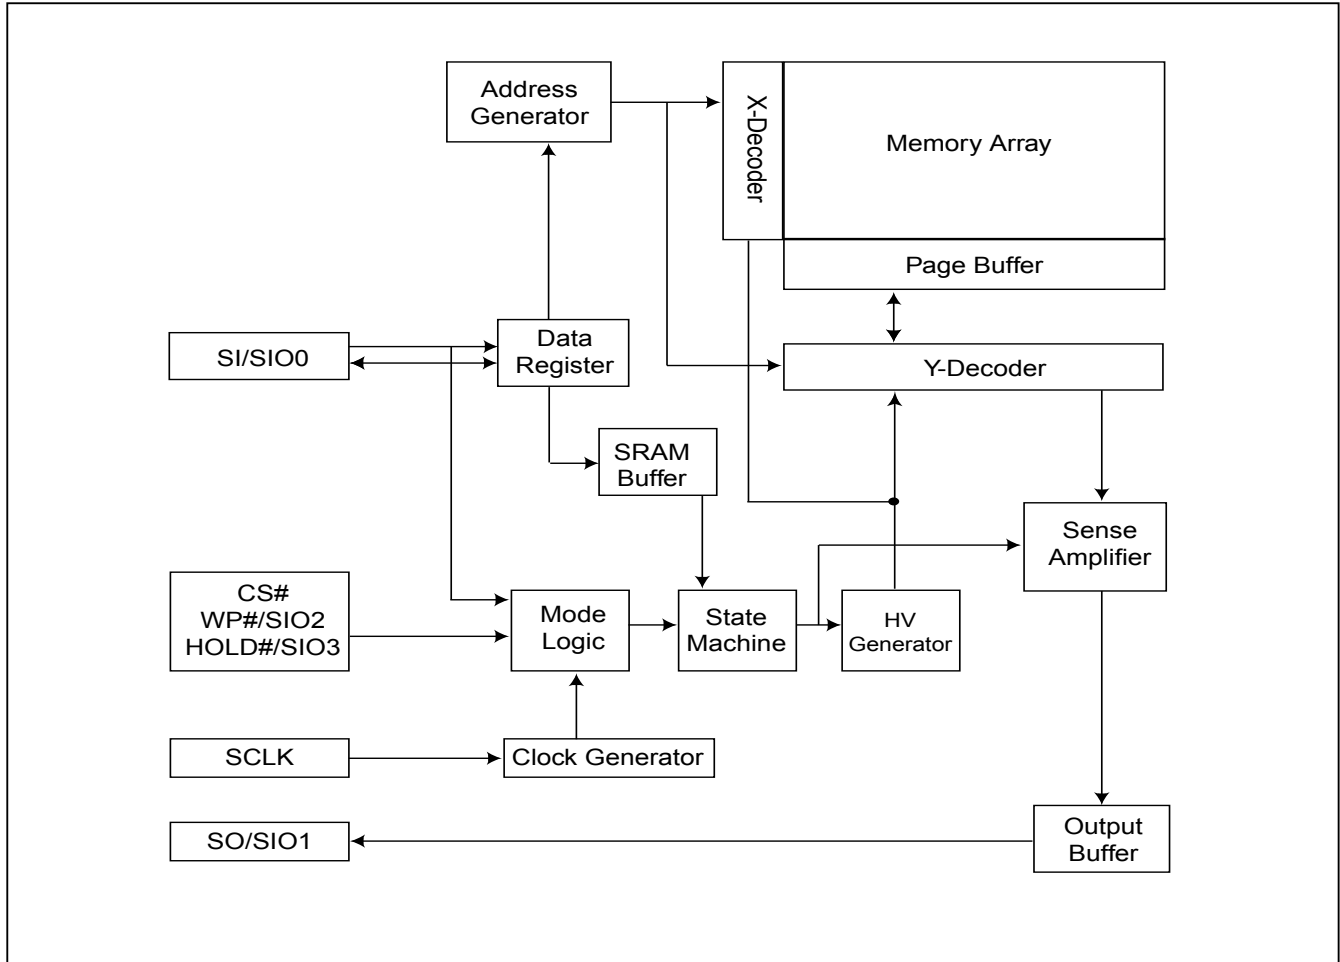 Address
Generator
X-Decoder
Memory Array
Page Buffer
SI/SIO0
Data
Register
Y-Decoder
SRAM
Buffer
Sense
Amplifier
CS#
WP#/SIO2
HOLD#/SIO3
Mode
Logic
State
Machine
HV
Generator
SCLK
Clock Generator
SO/SIO1
Output
Buffer